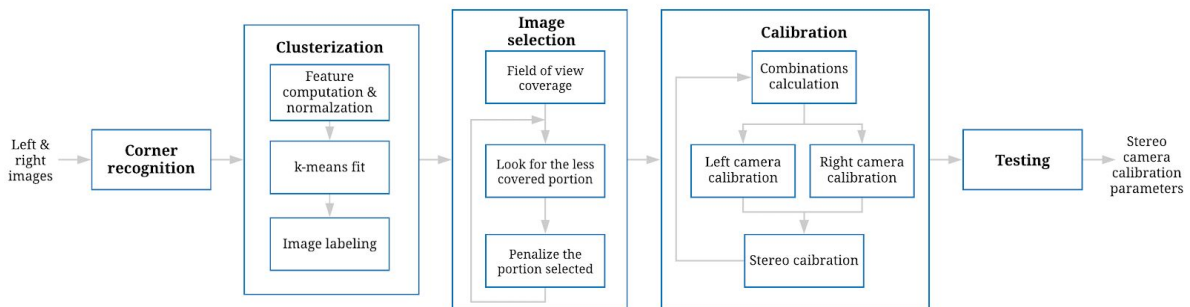 Left &
right
images
Corner
recognition
Clusterization
Feature
computation &
normalzation
k-means fit
Image labeling
Image
selection
Field of view
coverage
Look for the less
covered portion
Penalize the
portion selected
Calibration
Combinations
calculation
Left camera
calibration
Right camera
calibration
Stereo caibration
Testing
Stereo
camera
calibration
parameters